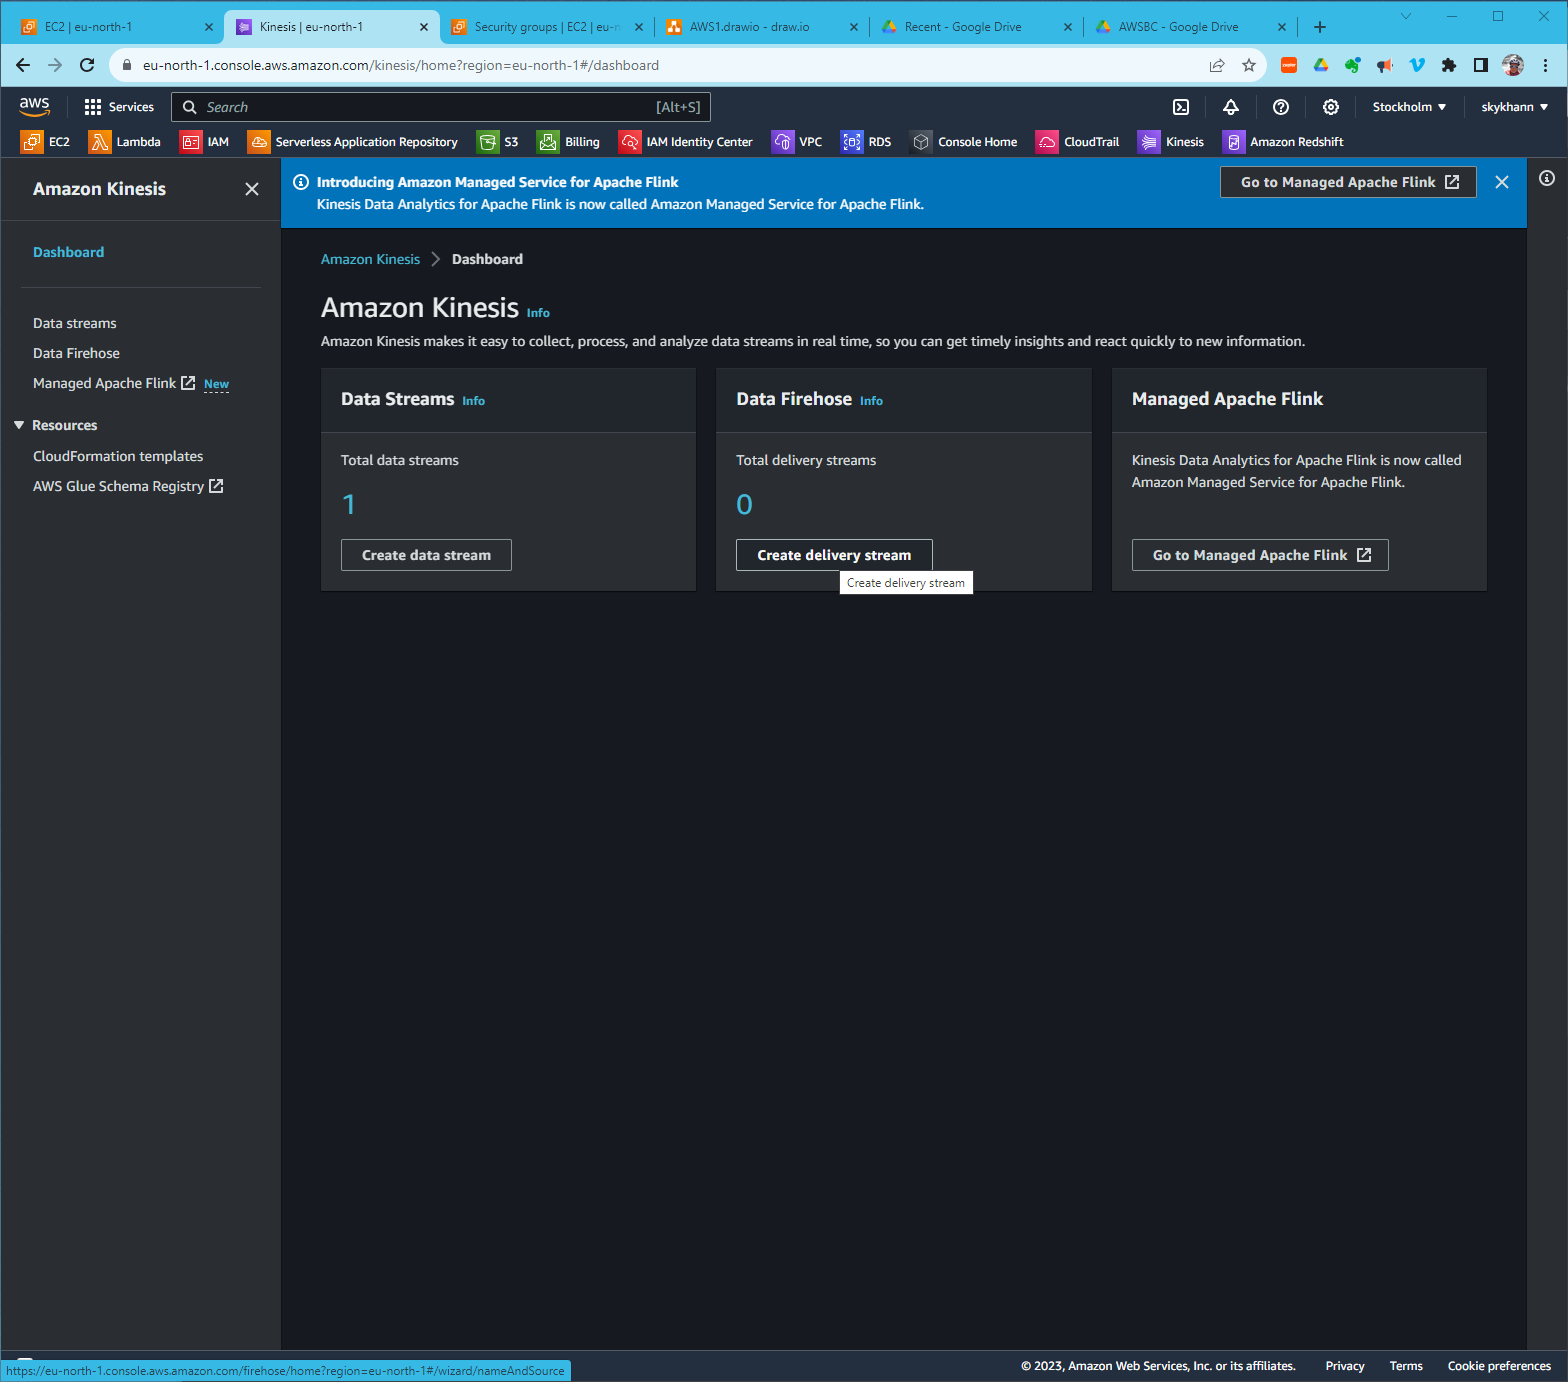 EC2 | eu-north-1
Kinesis | eu-north-1
Security groups | EC2 | eu-n
AWS1.drawio - draw.io
Recent - Google Drive
AWSBC - Google Drive
eu-north-1.console.aws.amazon.com/kinesis/home?region=eu-north-1#/dashboard
aws
Services
Search
[Alt+S]
Stockholm
skykhann
EC2
Lambda
IAM
Serverless Application Repository
S3
Billing
IAM Identity Center
VPC
RDS
Console Home
CloudTrail
Kinesis
Amazon Redshift
Amazon Kinesis
Dashboard
Data streams
Data Firehose
Managed Apache Flink New
Resources
CloudFormation templates
AWS Glue Schema Registry
Introducing Amazon Managed Service for Apache Flink
Kinesis Data Analytics for Apache Flink is now called Amazon Managed Service for Apache Flink.
Go to Managed Apache Flink
Amazon Kinesis
Dashboard
Amazon Kinesis Info
Amazon Kinesis makes it easy to collect, process, and analyze data streams in real time, so you can get timely insights and react quickly to new information.
Data Streams Info
Total data streams
1
Create data stream
Data Firehose Info
Total delivery streams
0
Create delivery stream
Create delivery stream
Managed Apache Flink
Kinesis Data Analytics for Apache Flink is now called
Amazon Managed Service for Apache Flink.
Go to Managed Apache Flink
https://eu-north-1.console.aws.amazon.com/firehose/home?region=eu-north-1#/wizard/nameAndSource
© 2023, Amazon Web Services, Inc. or its affiliates.
Privacy
Terms
Cookie preferences